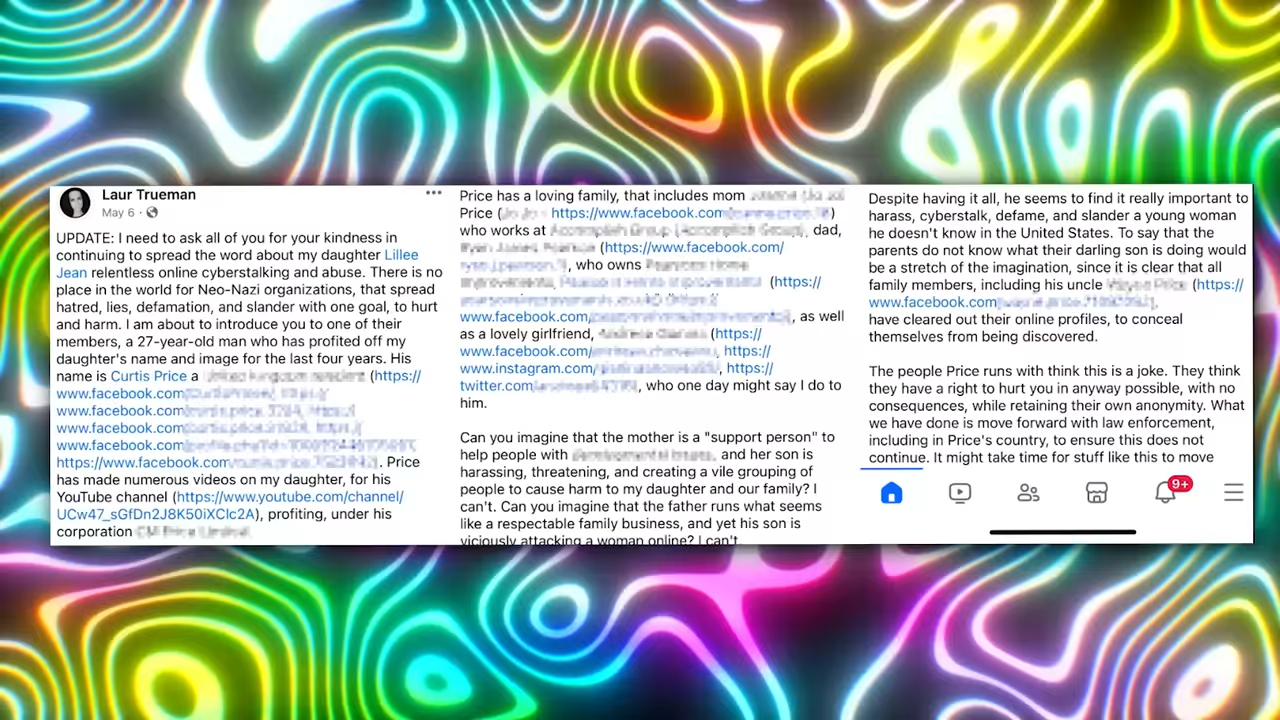 Laur Trueman
May 6
UPDATE: I need to ask all of you for your kindness in
continuing to spread the word about my daughter Lillee
Jean relentless online cyberstalking and abuse. There is no
place in the world for Neo-Nazi organizations, that spread
hatred, lies, defamation, and slander with one goal, to hurt
and harm. I am about to introduce you to one of their
members, a 27-year-old man who has profited off my
daughter's name and image for the last four years. His
name is Curtis Price a (https://
www.facebook.com
www.facebook.com
www.facebook.com
www.facebook.com
https://www.facebook.com ). Price
has made numerous videos on my daughter, for his
YouTube channel (https://www.youtube.com/channel/
UCw47_sGfDn2J8K50iXClc2A), profiting, under his
corporation
Price has a loving family, that includes mom
Price ( https://www.facebook.com )
who works at , dad,
(https://www.facebook.com/
), who owns
(https://
www.facebook.com ), as well
as a lovely girlfriend, (https://
www.facebook.com/ , https://
www.instagram.com/ , https://
twitter.com ), who one day might say I do to
him.
Can you imagine that the mother is a "support person" to
help people with , and her son is
harassing, threatening, and creating a vile grouping of
people to cause harm to my daughter and our family? I
can't. Can you imagine that the father runs what seems
like a respectable family business, and yet his son is
viciously attacking a woman online? I can't
Despite having it all, he seems to find it really important to
harass, cyberstalk, defame, and slander a young woman
he doesn't know in the United States. To say that the
parents do not know what their darling son is doing would
be a stretch of the imagination, since it is clear that all
family members, including his uncle (https://
www.facebook.com ),
have cleared out their online profiles, to conceal
themselves from being discovered.
The people Price runs with think this is a joke. They think
they have a right to hurt you in anyway possible, with no
consequences, while retaining their own anonymity. What
we have done is move forward with law enforcement,
including in Price's country, to ensure this does not
continue. It might take time for stuff like this to move
9+